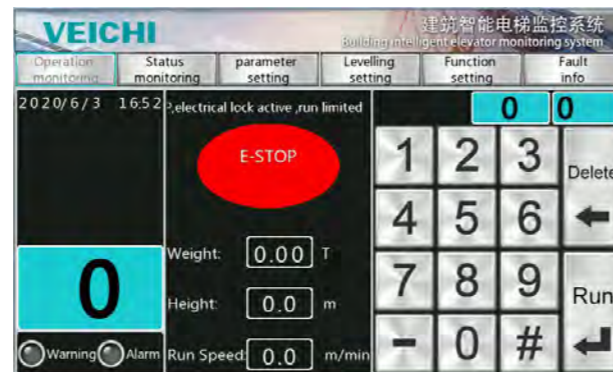 VEICHI
建筑智能电梯监控系统
Building intelligent elevator monitoring system
Operation monitoring
Status monitoring
parameter setting
Levelling setting
Function setting
Fault info
2020/6/3 16:52
,electrical lock active ,run limited
0 0
E-STOP
1 2 3 Delete
4 5 6
Weight: 0.00 T
0
7 8 9 Run
Height: 0.0 m
Warning Alarm
Run Speed: 0.0 m/min
- 0 #